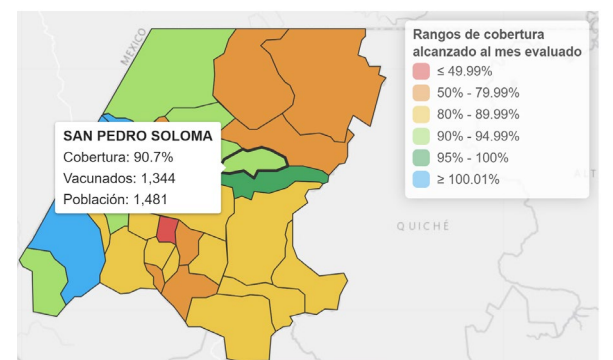 MÉXICO
Rangos de cobertura
alcanzado al mes evaluado
≤ 49.99%
50% - 79.99%
80% - 89.99%
90% - 94.99%
95% - 100%
≥ 100.01%
SAN PEDRO SOLOMA
Cobertura: 90.7%
Vacunados: 1,344
Población: 1,481
QUICHÉ